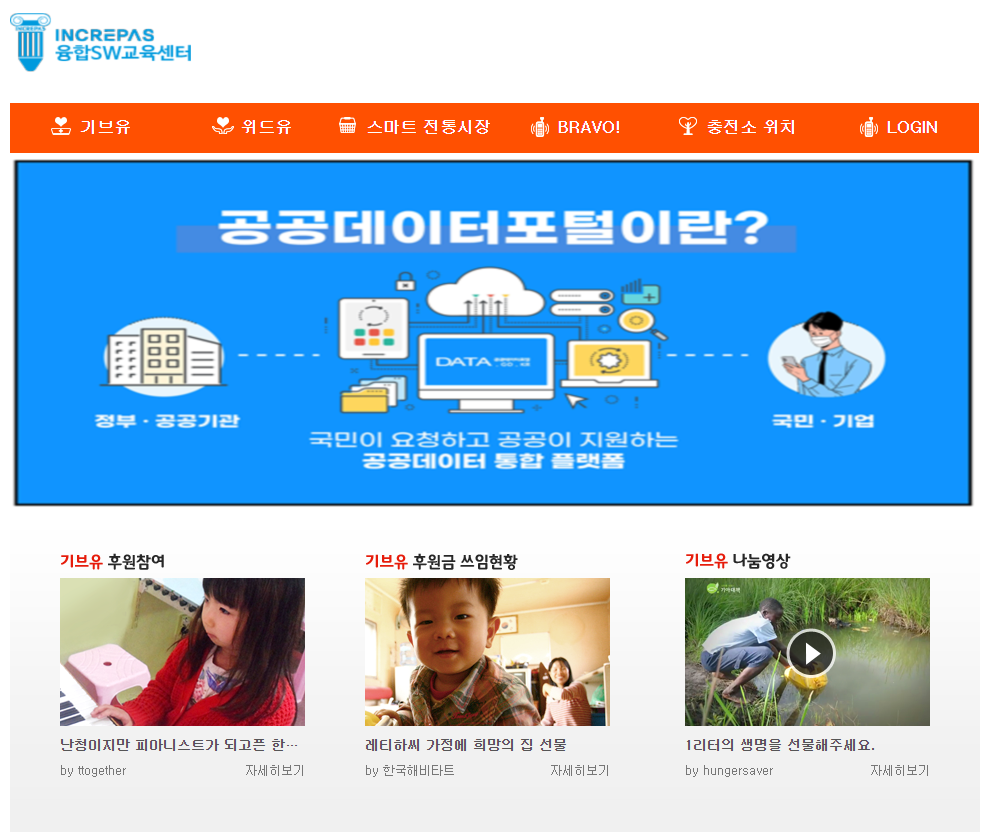 INCREPAS
INCREPAS
융합SW교육센터
기브유 위드유 스마트 전통시장 BRAVO! 충전소 위치 LOGIN
공공데이터포털이란?
DATA
.GO.KR
정부 · 공공기관
국민 · 기업
국민이 요청하고 공공이 지원하는
공공데이터 통합 플랫폼
기브유 후원참여
난청이지만 피아니스트가 되고픈 한…
by ttogether 자세히보기
기브유 후원금 쓰임현황
레티하씨 가정에 희망의 집 선물
by 한국해비타트 자세히보기
기브유 나눔영상
기아대책
1리터의 생명을 선물해주세요.
by hungersaver 자세히보기